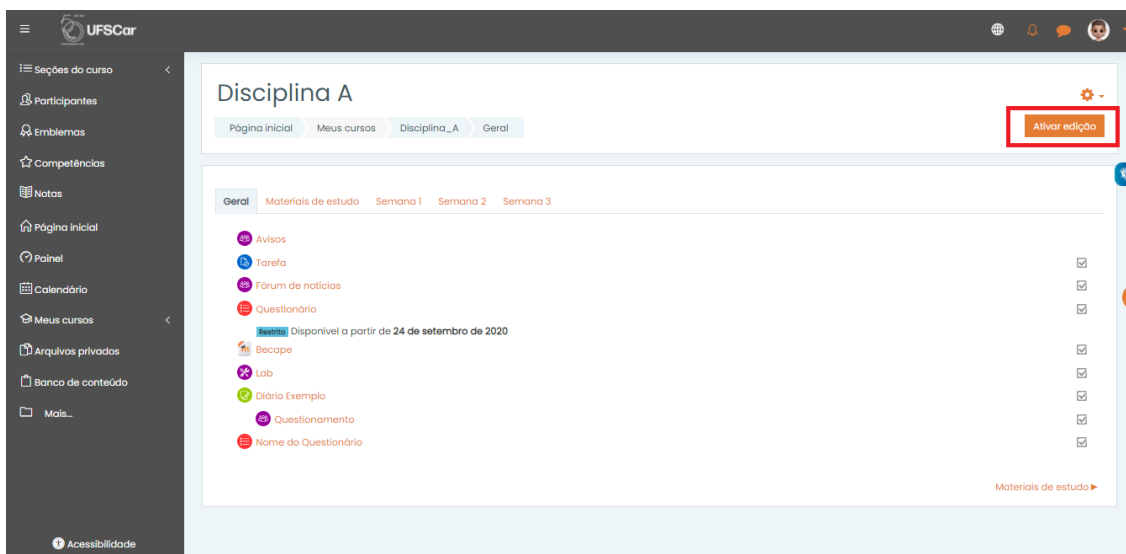 UFSCar
Seções do curso
Participantes
Emblemas
Competências
Notas
Página inicial
Painel
Calendário
Meus cursos
Arquivos privados
Banco de conteúdo
Mais...
Acessibilidade
Disciplina A
Página inicial Meus cursos Disciplina_A Geral
Ativar edição
Geral Materiais de estudo Semana 1 Semana 2 Semana 3
Avisos
Tarefa
Fórum de notícias
Questionário
Restrito Disponível a partir de 24 de setembro de 2020
Becape
Lab
Diário Exemplo
Questionamento
Nome do Questionário
Materiais de estudo